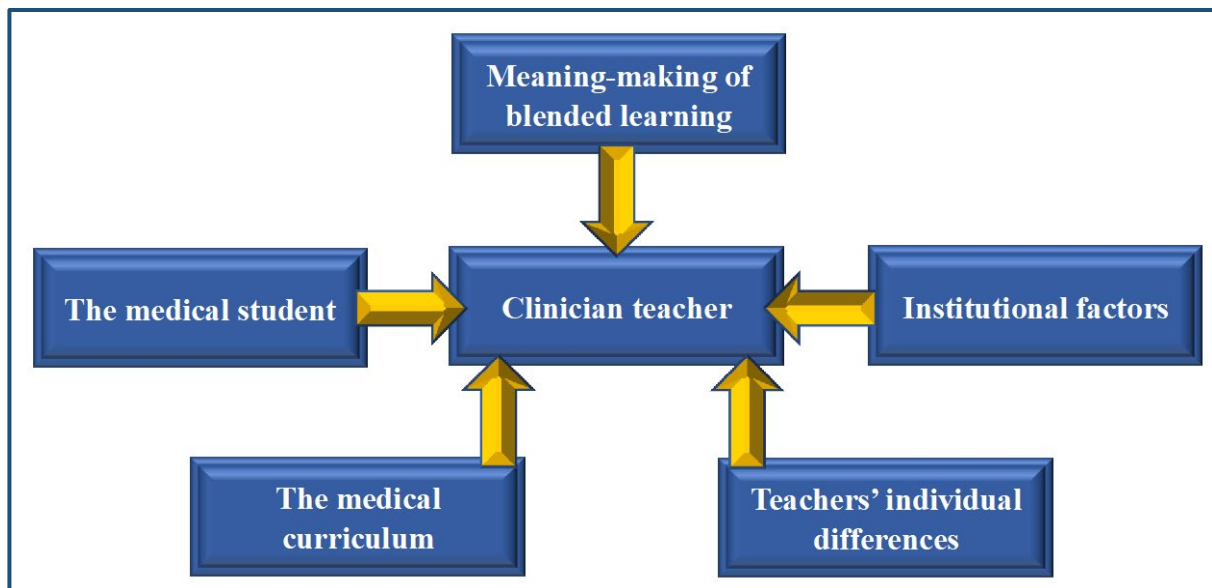 Meaning-making of
blended learning
The medical student
Clinician teacher
Institutional factors
The medical
curriculum
Teachers’ individual
differences